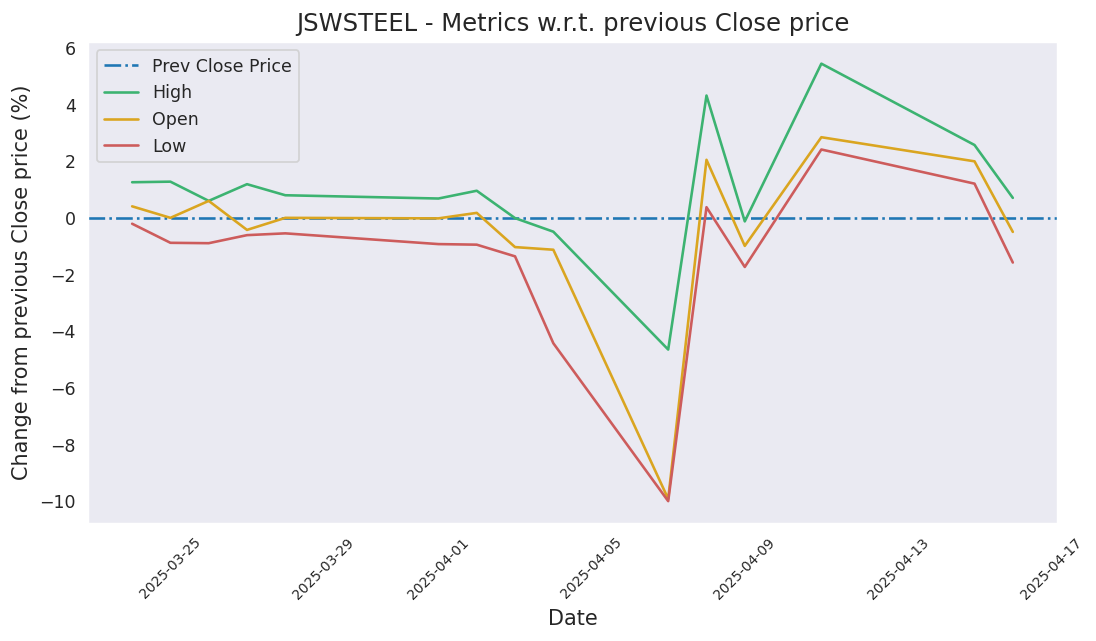 JSWSTEEL - Metrics w.r.t. previous Close price
Prev Close Price
High
Open
Low
Change from previous Close price (%)
6
4
2
0
−2
−4
−6
−8
−10
2025-03-25
2025-03-29
2025-04-01
2025-04-05
2025-04-09
2025-04-13
2025-04-17
Date